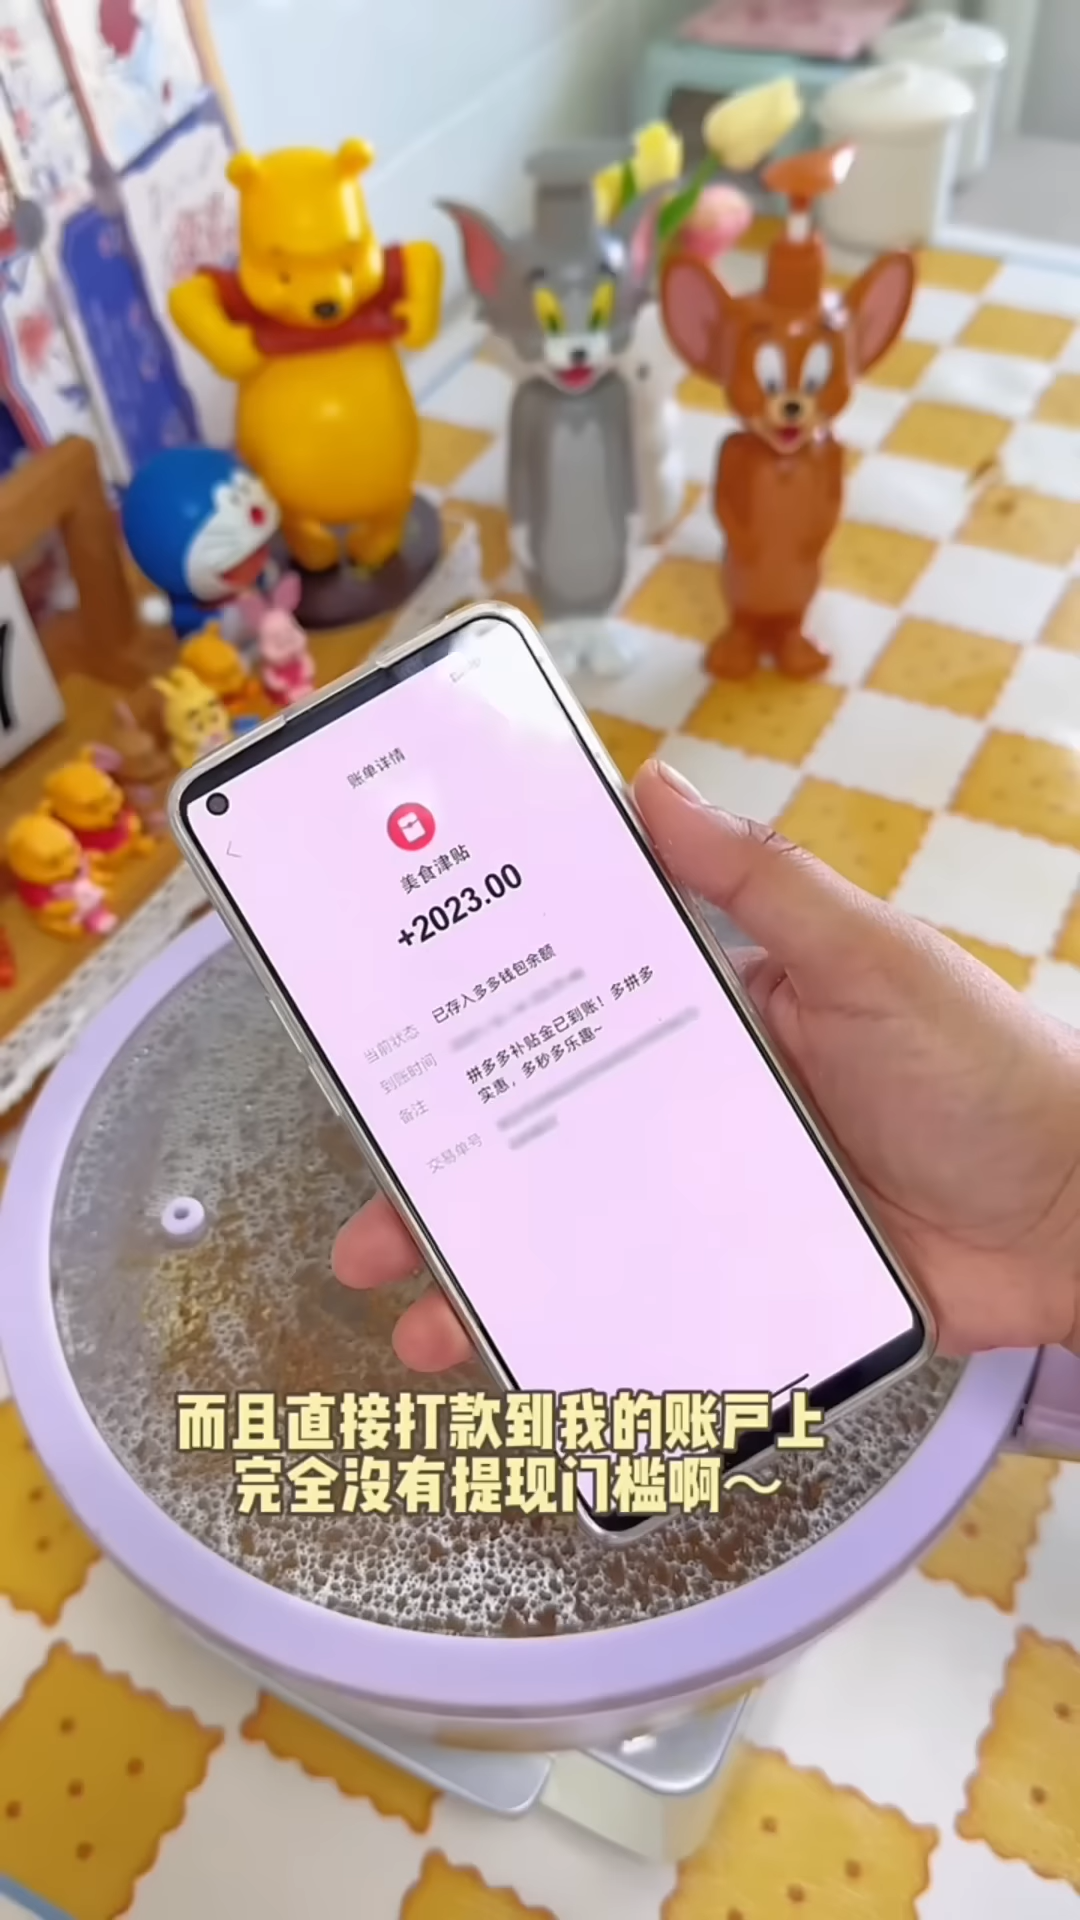 账单详情
美食津贴
+2023.00
当前状态 已存入多多钱包余额
到账时间
备注 拼多多补贴金已到账！多拼多
实惠，多秒多乐趣~
交易单号
而且直接打款到我的账户上
完全没有提现门槛啊～